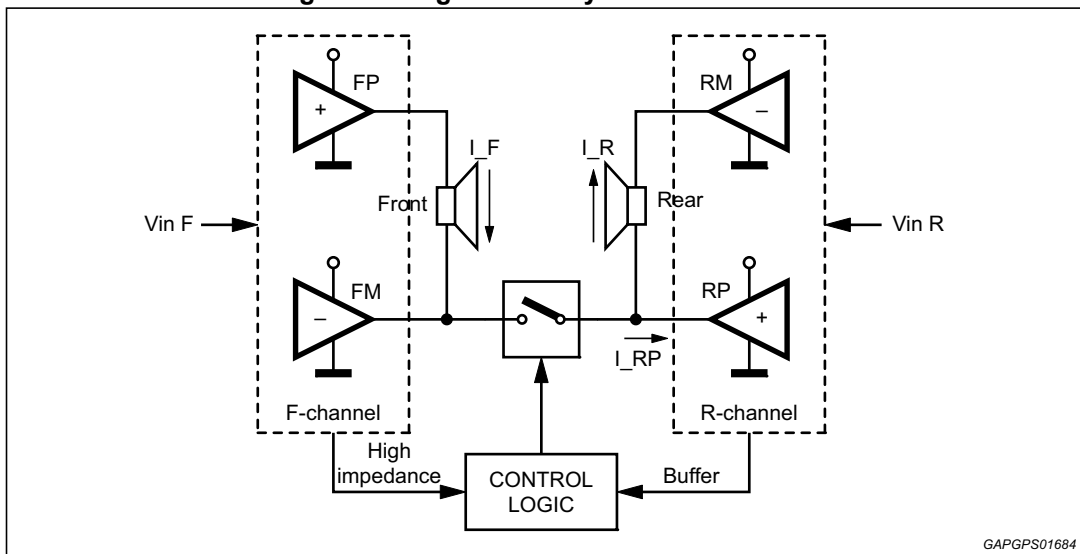 FP
RM
+
–
I_F
I_R
Front
Rear
Vin F
Vin R
FM
RP
–
+
I_RP
F-channel
R-channel
High
impedance
Buffer
CONTROL
LOGIC
GAPGPS01684